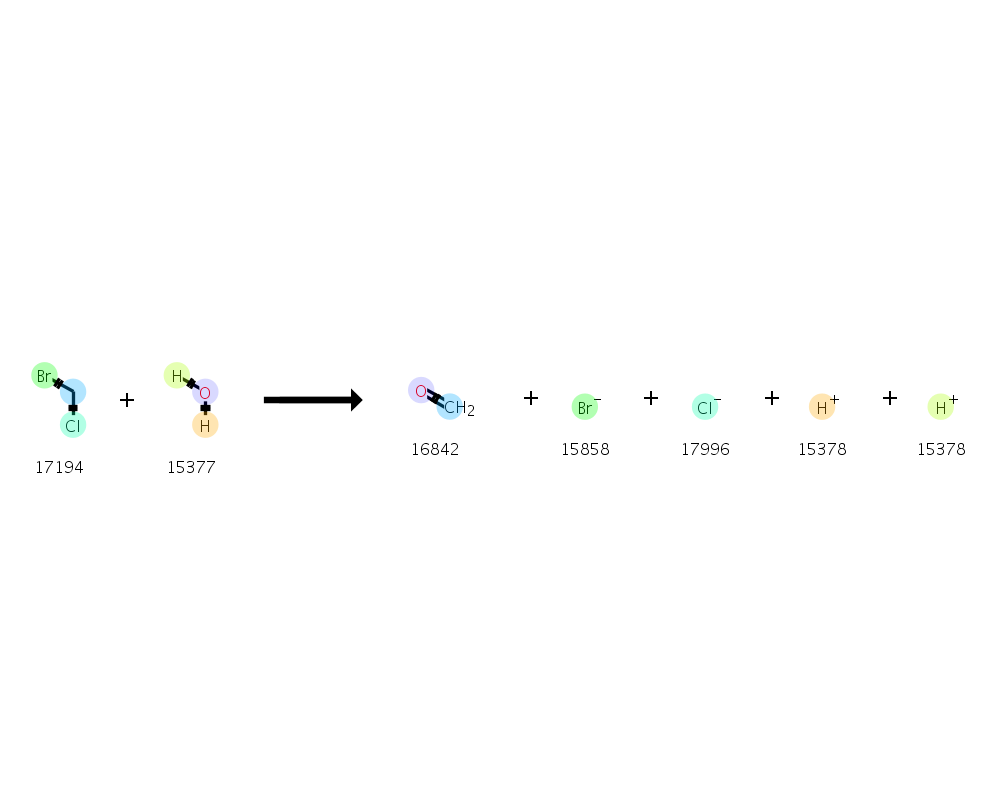 Br Cl + H O H → O CH₂ + Br⁻ + Cl⁻ + H⁺ + H⁺
17194 15377 16842 15858 17996 15378 15378